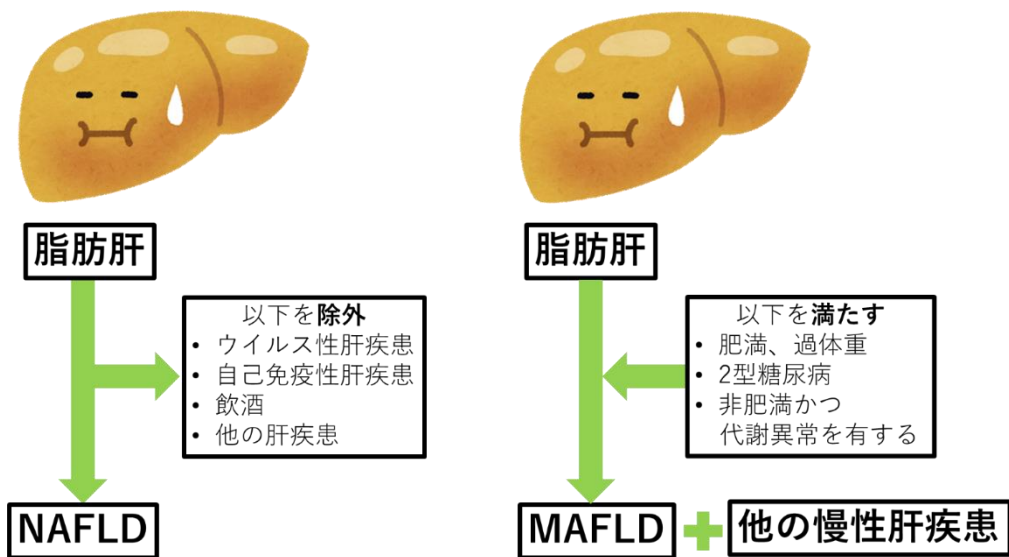 脂肪肝
以下を除外
• ウイルス性肝疾患
• 自己免疫性肝疾患
• 飲酒
• 他の肝疾患
NAFLD
脂肪肝
以下を満たす
• 肥満、過体重
• 2型糖尿病
• 非肥満かつ
代謝異常を有する
MAFLD
他の慢性肝疾患